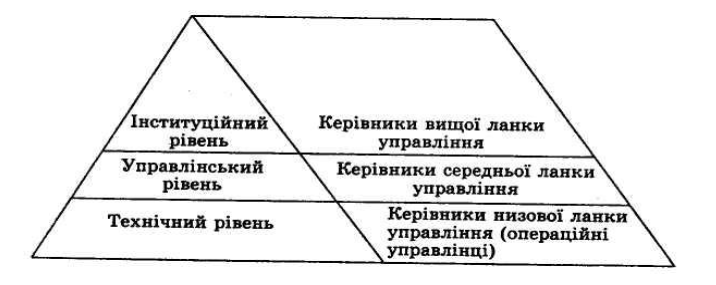 Інституційний
рівень
Керівники вищої ланки
управління
Управлінський
рівень
Керівники середньої ланки
управління
Технічний рівень
Керівники низової ланки
управління (операційні
управлінці)